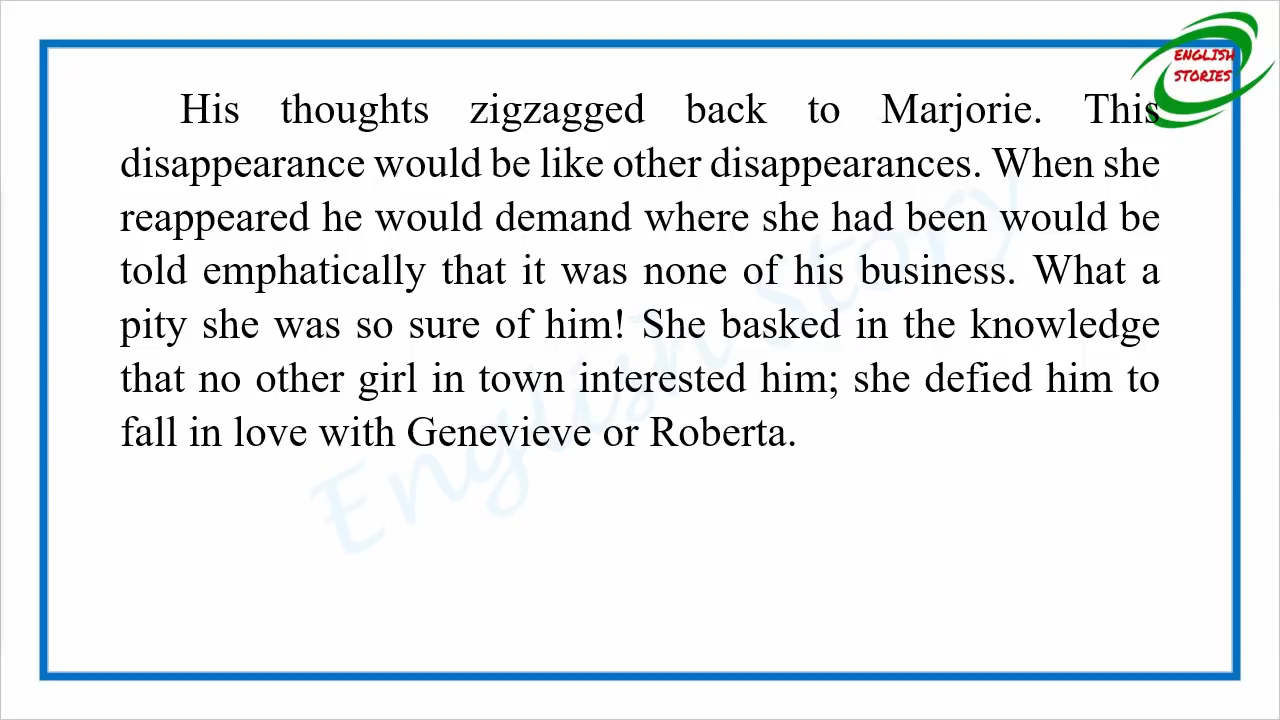 ENGLISH
STORIES
His thoughts zigzagged back to Marjorie. This
disappearance would be like other disappearances. When she
reappeared he would demand where she had been would be
told emphatically that it was none of his business. What a
pity she was so sure of him! She basked in the knowledge
that no other girl in town interested him; she defied him to
fall in love with Genevieve or Roberta.
English Story